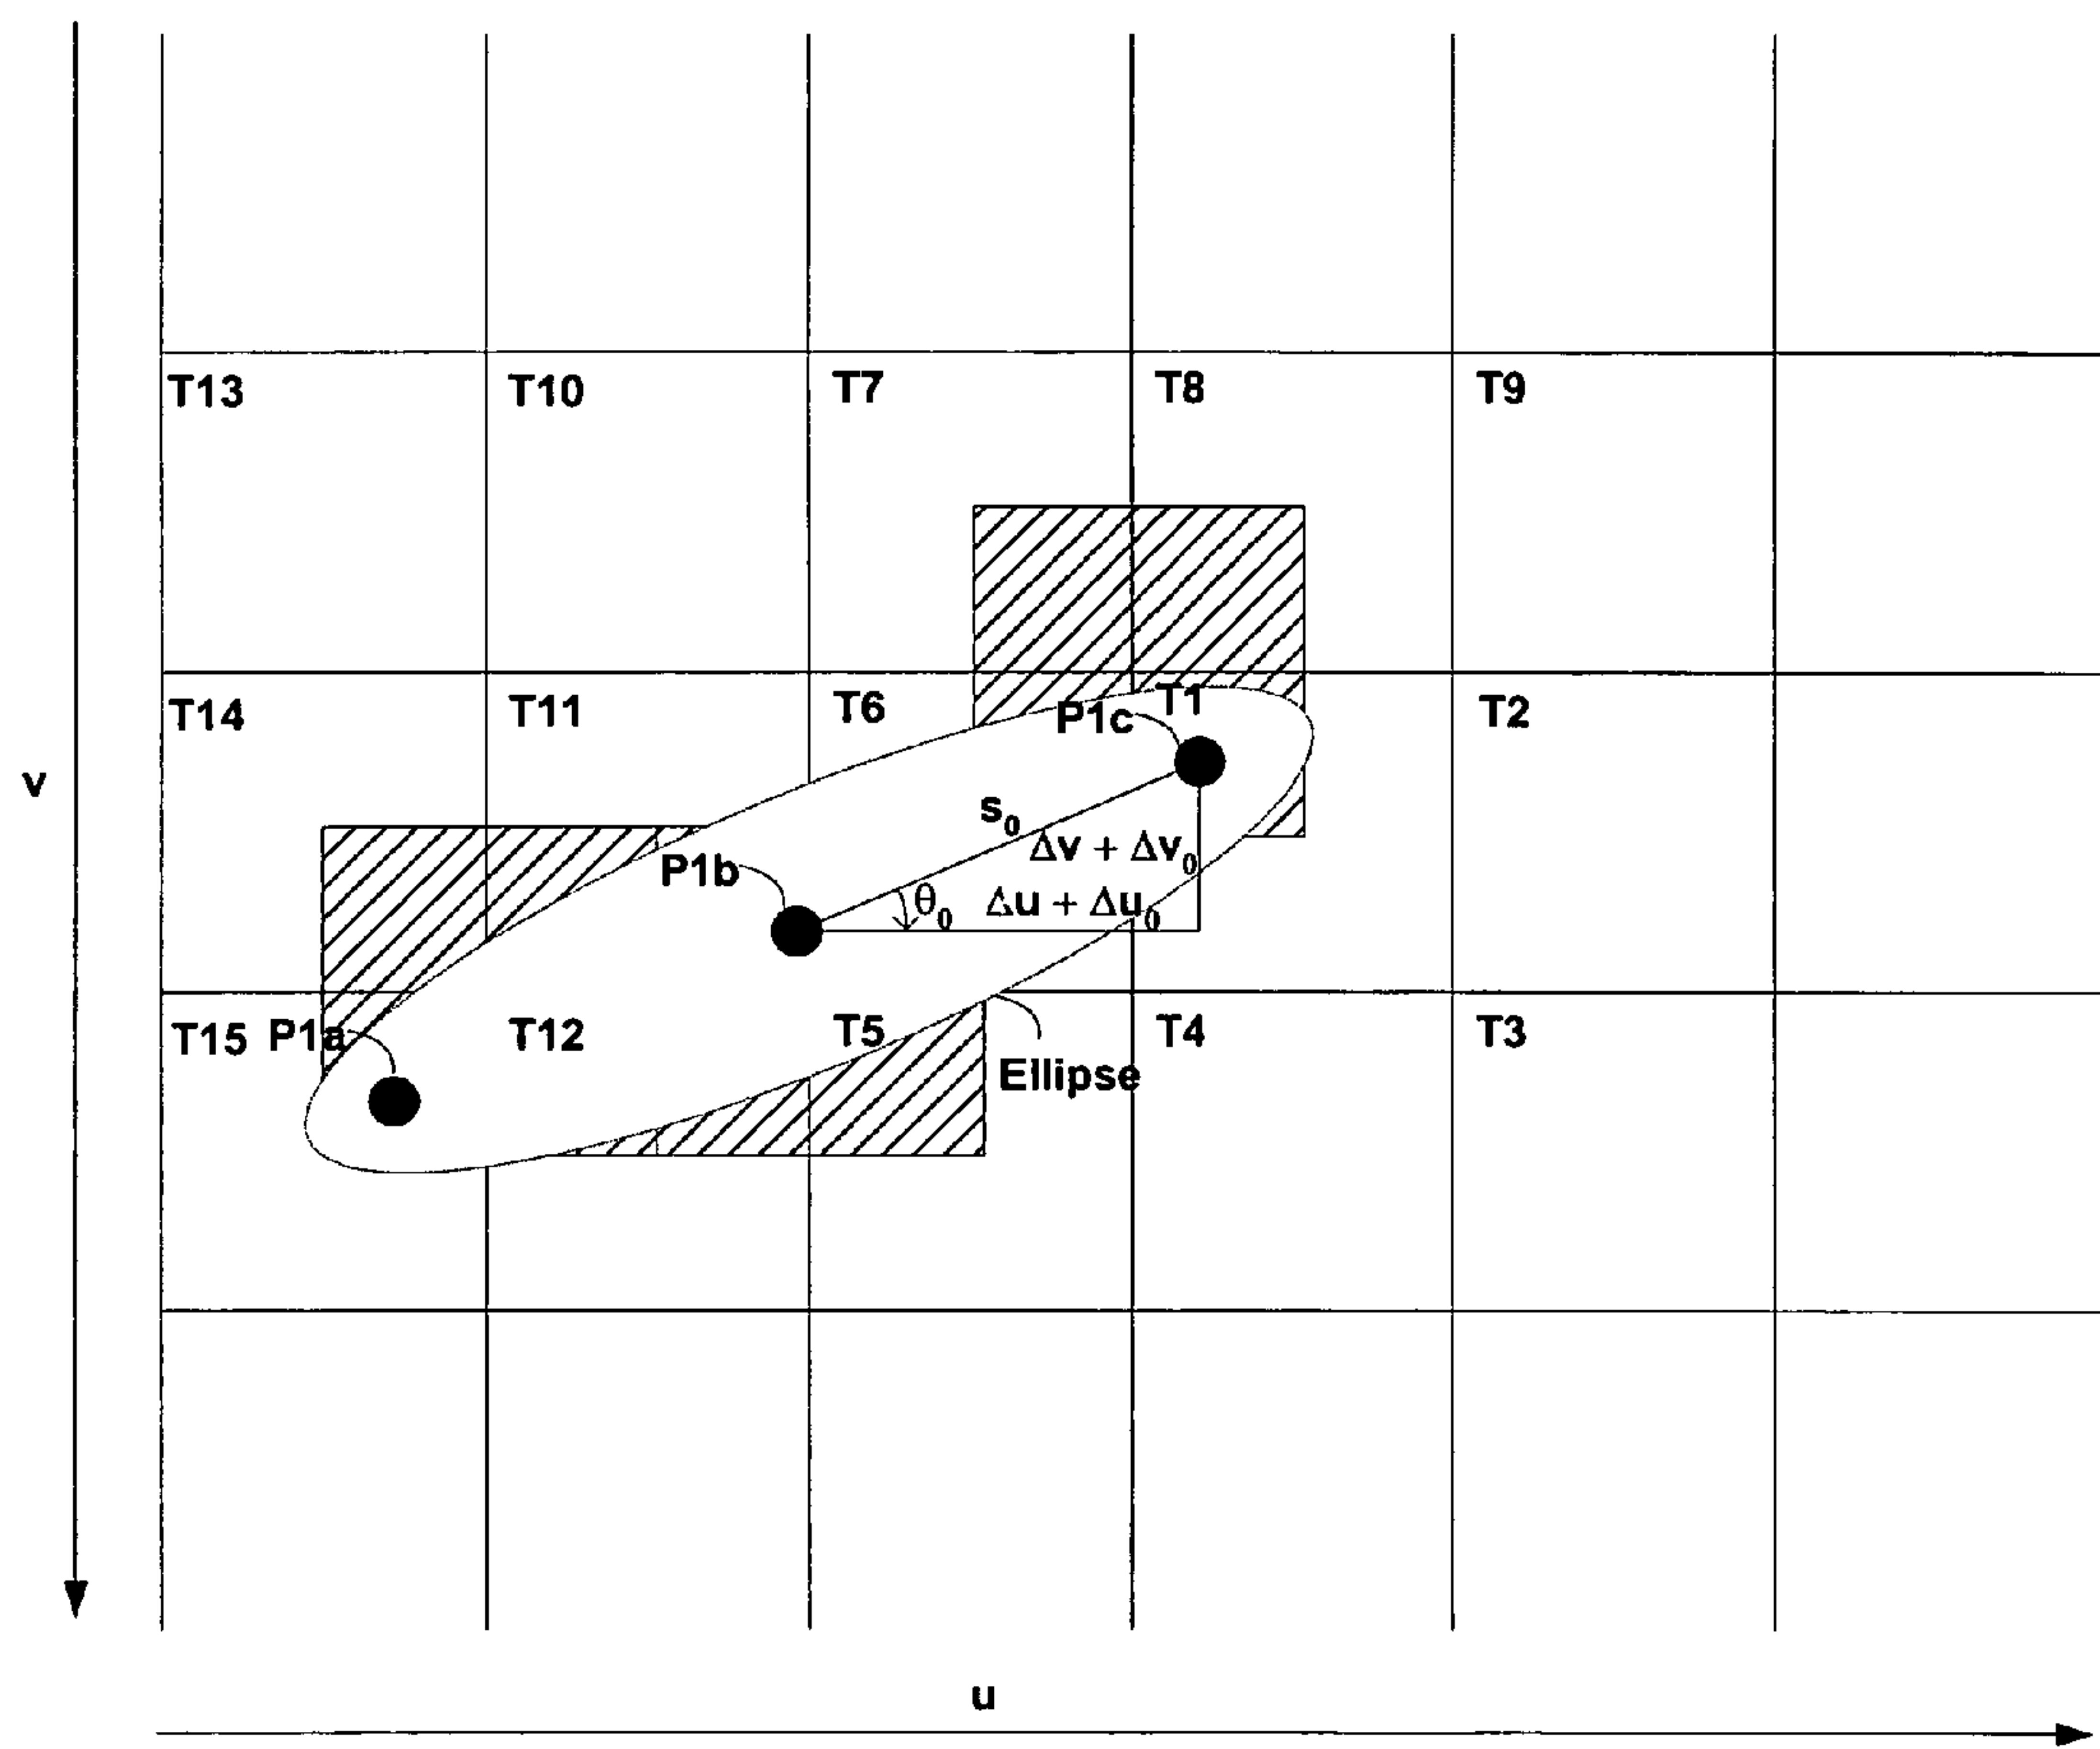 T13 T10 T7 T8 T9
T14 T11 T6 T1 T2
P1c
v
s₀
Δv + Δv₀
P1b
θ₀ Δu + Δu₀
T15 P1a T12 T5 T4 T3
Ellipse
u